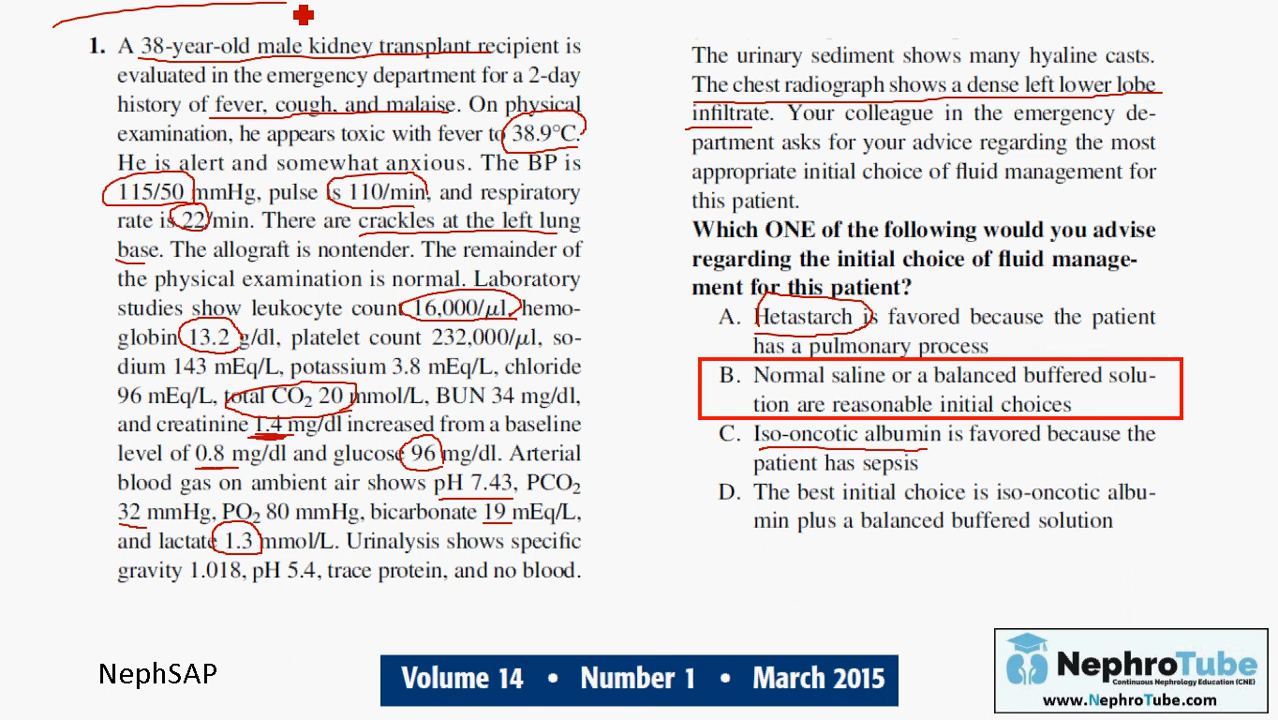 1. A 38-year-old male kidney transplant recipient is
evaluated in the emergency department for a 2-day
history of fever, cough, and malaise. On physical
examination, he appears toxic with fever to 38.9°C.
He is alert and somewhat anxious. The BP is
115/50 mmHg, pulse is 110/min, and respiratory
rate is 22/min. There are crackles at the left lung
base. The allograft is nontender. The remainder of
the physical examination is normal. Laboratory
studies show leukocyte count 16,000/μl, hemo-
globin 13.2 g/dl, platelet count 232,000/μl, so-
dium 143 mEq/L, potassium 3.8 mEq/L, chloride
96 mEq/L, total CO₂ 20 mmol/L, BUN 34 mg/dl,
and creatinine 1.4 mg/dl increased from a baseline
level of 0.8 mg/dl and glucose 96 mg/dl. Arterial
blood gas on ambient air shows pH 7.43, PCO₂
32 mmHg, PO₂ 80 mmHg, bicarbonate 19 mEq/L,
and lactate 1.3 mmol/L. Urinalysis shows specific
gravity 1.018, pH 5.4, trace protein, and no blood.
The urinary sediment shows many hyaline casts.
The chest radiograph shows a dense left lower lobe
infiltrate. Your colleague in the emergency de-
partment asks for your advice regarding the most
appropriate initial choice of fluid management for
this patient.
Which ONE of the following would you advise
regarding the initial choice of fluid manage-
ment for this patient?
A. Hetastarch is favored because the patient
has a pulmonary process
B. Normal saline or a balanced buffered solu-
tion are reasonable initial choices
C. Iso-oncotic albumin is favored because the
patient has sepsis
D. The best initial choice is iso-oncotic albu-
min plus a balanced buffered solution
NephSAP
Volume 14 • Number 1 • March 2015
NephroTube
Continuous Nephrology Education (CNE)
www.NephroTube.com